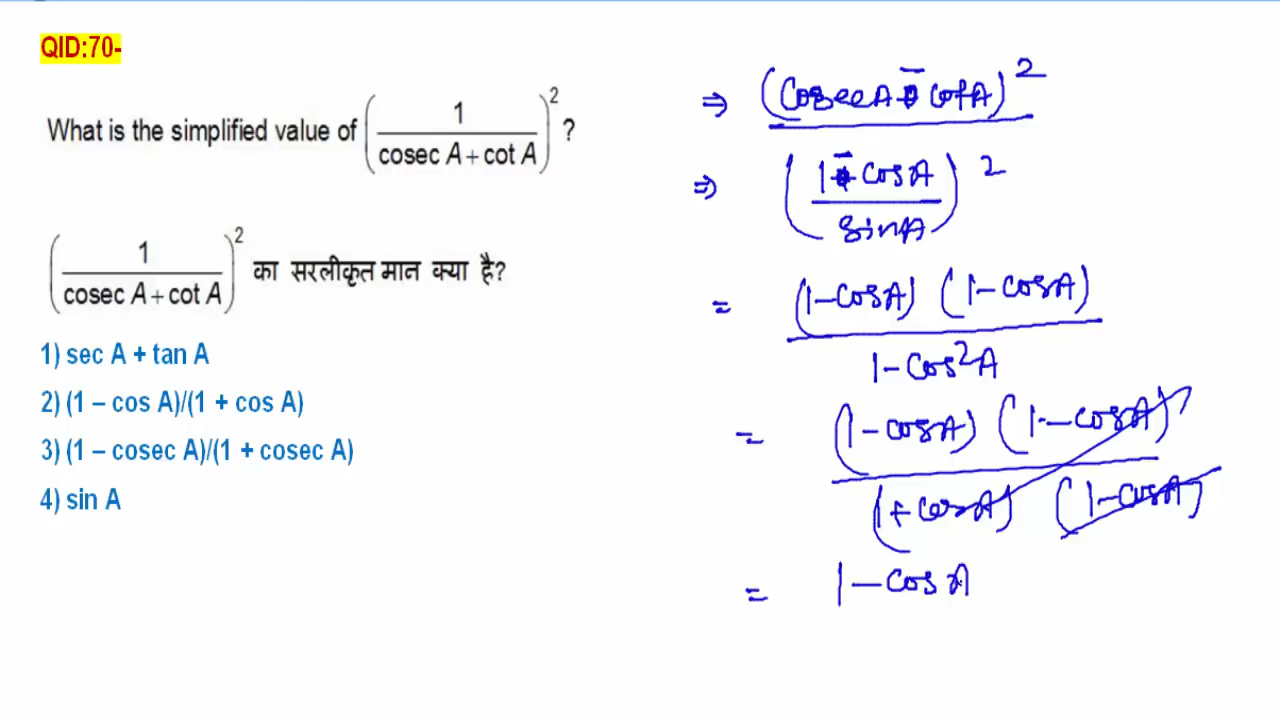 QID:70-
What is the simplified value of (1/(cosec A + cot A))² ?
(1/(cosec A + cot A))² का सरलीकृत मान क्या है?
1) sec A + tan A
2) (1 – cos A)/(1 + cos A)
3) (1 – cosec A)/(1 + cosec A)
4) sin A
⇒ (cosecA - cotA)²
⇒ ((1 - cosA)/sinA)²
= (1-cosA) (1-cosA)
1-cos²A
= (1-cosA) (1-cosA)
(1+cosA) (1-cosA)
= 1-cosA